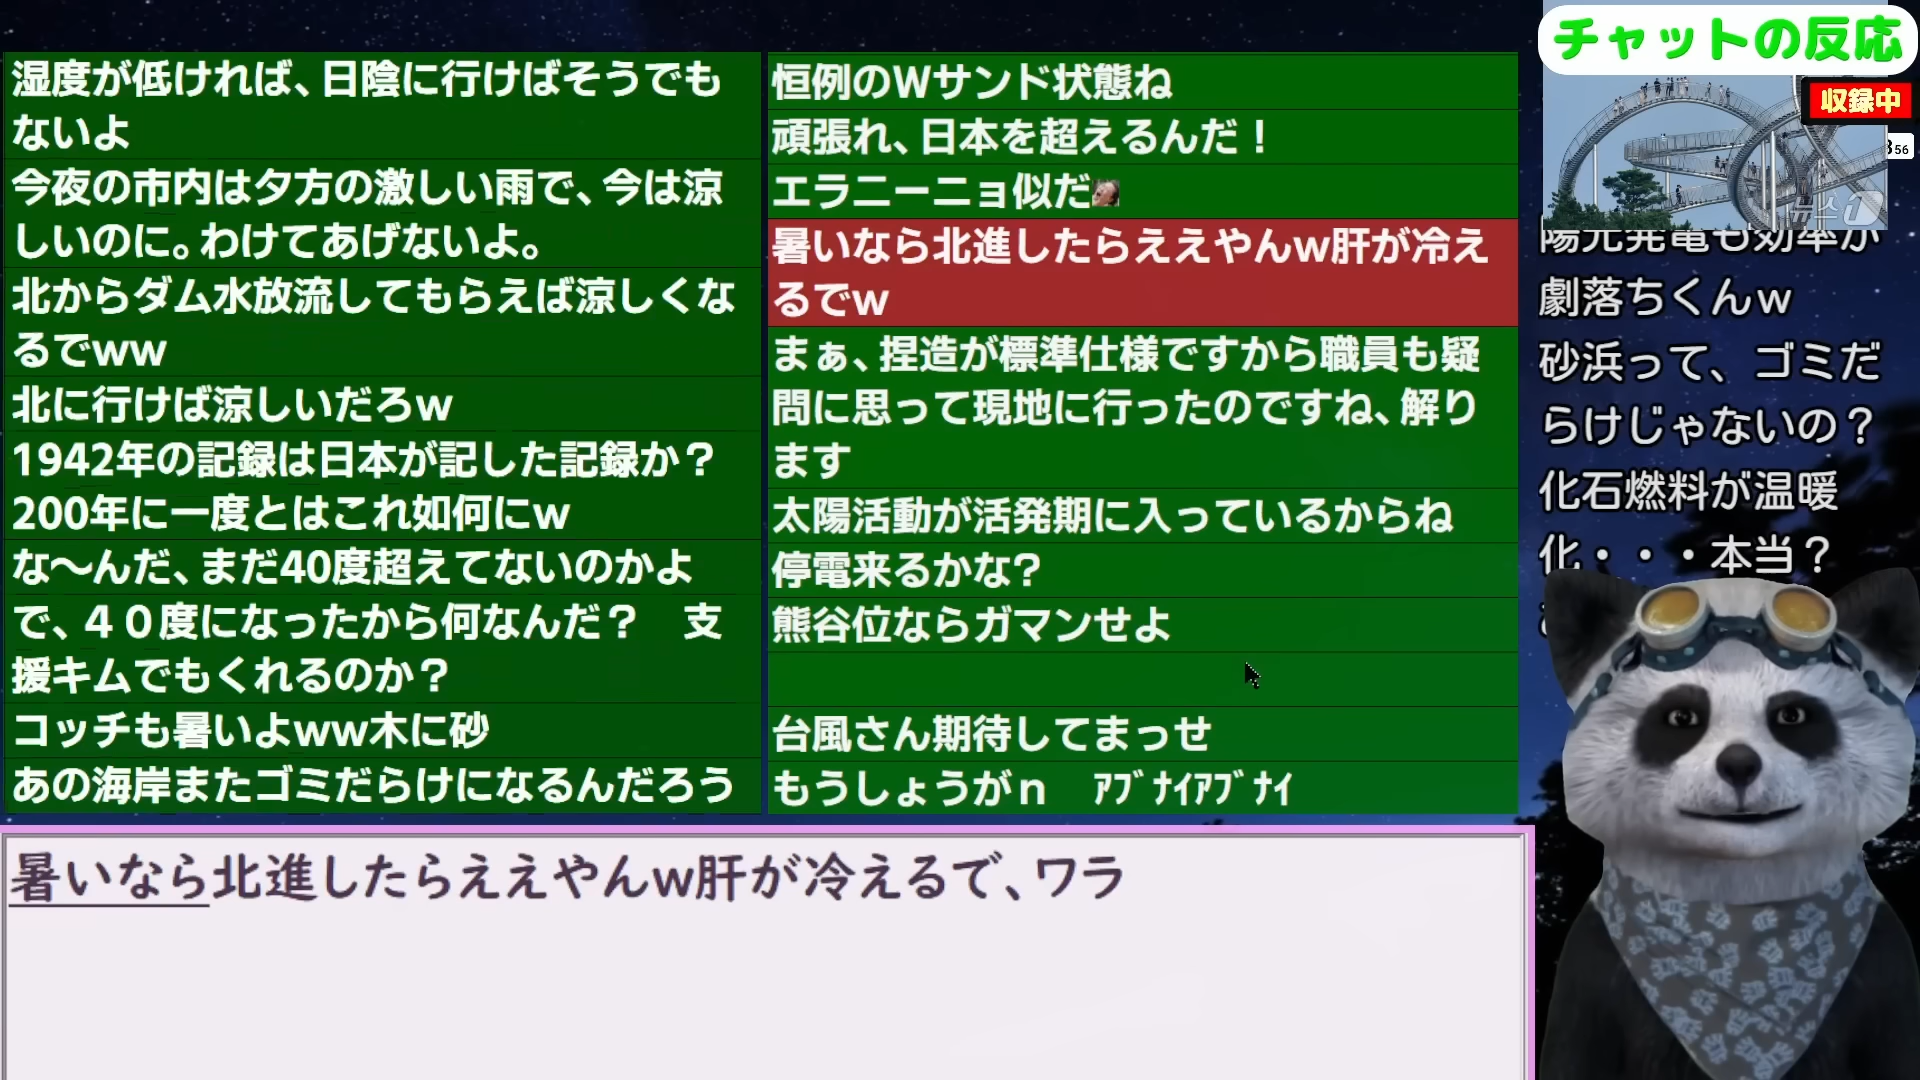 湿度が低ければ、日陰に行けばそうでも
ないよ
今夜の市内は夕方の激しい雨で、今は涼
しいのに。わけてあげないよ。
北からダム水放流してもらえば涼しくな
るでww
北に行けば涼しいだろw
1942年の記録は日本が記した記録か？
200年に一度とはこれ如何にw
な〜んだ、まだ40度超えてないのかよ
で、４０度になったから何なんだ？　支
援キムでもくれるのか？
コッチも暑いよww木に砂
あの海岸またゴミだらけになるんだろう
恒例のWサンド状態ね
頑張れ、日本を超えるんだ！
エラニーニョ似だ
暑いなら北進したらええやんw肝が冷え
るでw
まぁ、捏造が標準仕様ですから職員も疑
問に思って現地に行ったのですね、解り
ます
太陽活動が活発期に入っているからね
停電来るかな？
熊谷位ならガマンせよ
台風さん期待してまっせ
もうしょうがｎ　ｱﾌﾞﾅｲｱﾌﾞﾅｲ
チャットの反応
収録中
56
뉴스1
陽光発電も効率が
劇落ちくんｗ
砂浜って、ゴミだ
らけじゃないの？
化石燃料が温暖
化・・・本当？
暑いなら北進したらええやんw肝が冷えるで、ワラ